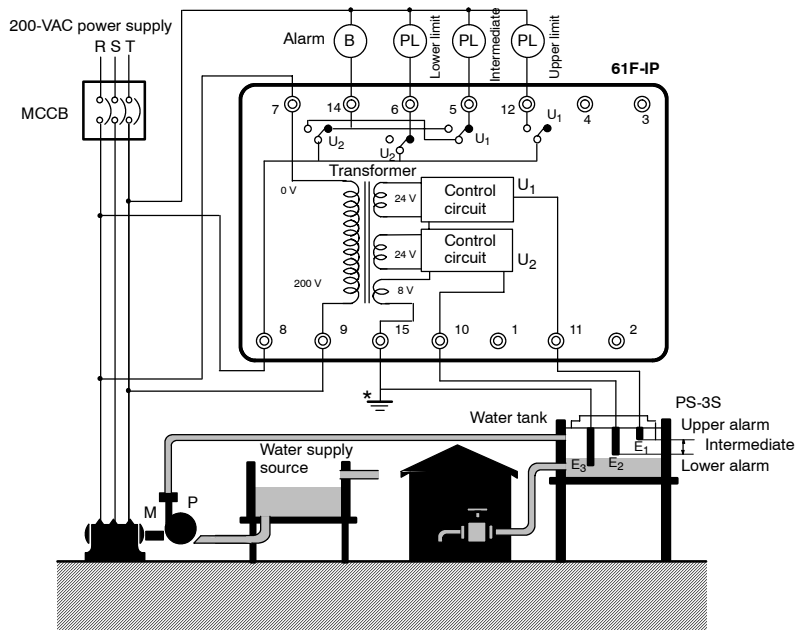 200-VAC power supply
R S T
MCCB
Alarm
B
PL
Lower limit
PL
Intermediate
PL
Upper limit
61F-IP
7
14
6
5
12
4
3
U2
U2
U1
U1
Transformer
0 V
200 V
24 V
24 V
8 V
Control
circuit
U1
Control
circuit
U2
8
9
15
10
1
11
2
*
PS-3S
Water tank
Upper alarm
Intermediate
Lower alarm
E1
E2
E3
Water supply
source
M
P